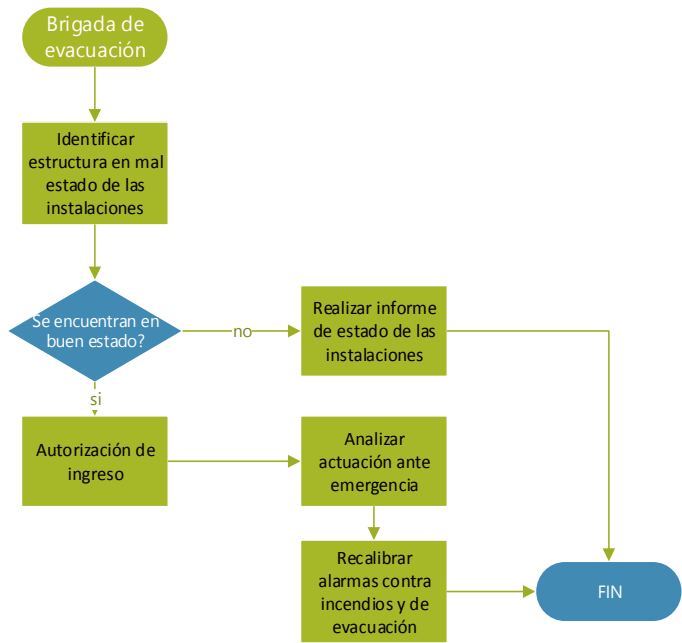 Brigada de
evacuación
Identificar
estructura en mal
estado de las
instalaciones
Se encuentran en
buen estado?
no
Realizar informe
de estado de las
instalaciones
si
Autorización de
ingreso
Analizar
actuación ante
emergencia
Recalibrar
alarmas contra
incendios y de
evacuación
FIN